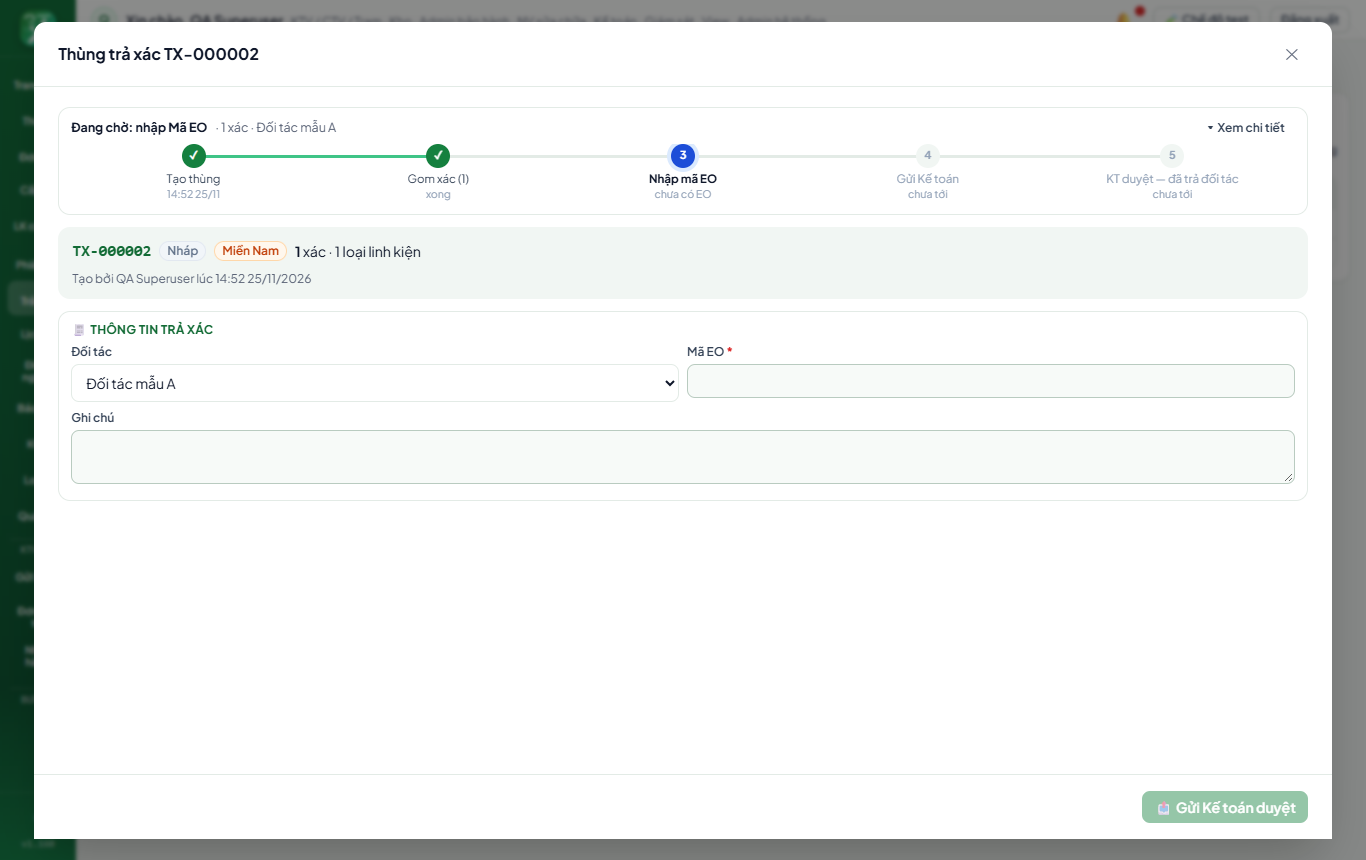 Thùng trả xác TX-000002
Đang chờ: nhập Mã EO · 1 xác · Đối tác mẫu A
Xem chi tiết
3
4
5
Tạo thùng
Gom xác (1)
Nhập mã EO
Gửi Kế toán
KT duyệt — đã trả đối tác
14:52 25/11
xong
chưa có EO
chưa tới
chưa tới
TX-000002 Nháp Miền Nam 1 xác · 1 loại linh kiện
Tạo bởi QA Superuser lúc 14:52 25/11/2026
THÔNG TIN TRẢ XÁC
Đối tác
Mã EO *
Đối tác mẫu A
Ghi chú
Gửi Kế toán duyệt